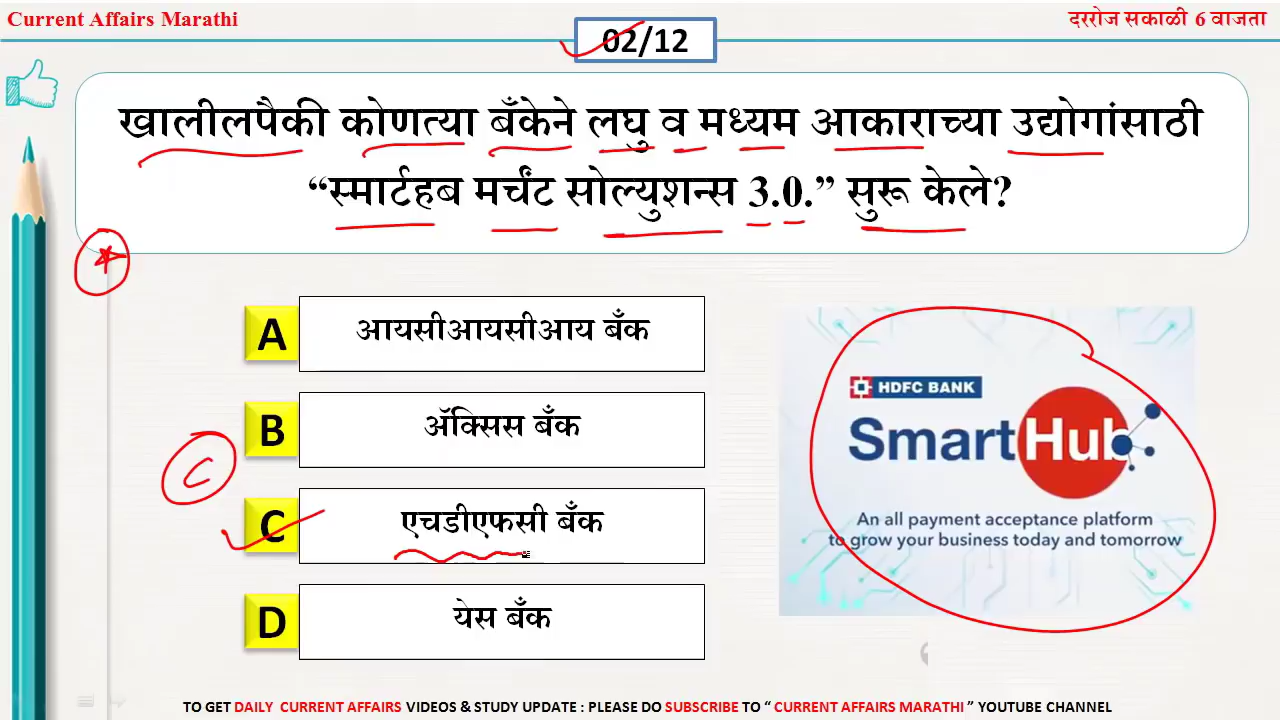 Current Affairs Marathi
दररोज सकाळी 6 वाजता
02/12
खालीलपैकी कोणत्या बँकेने लघु व मध्यम आकाराच्या उद्योगांसाठी
“स्मार्टहब मर्चंट सोल्युशन्स 3.0.” सुरू केले?
A आयसीआयसीआय बँक
B ॲक्सिस बँक
C
C एचडीएफसी बँक
D येस बँक
HDFC BANK
SmartHub
An all payment acceptance platform
to grow your business today and tomorrow
TO GET DAILY CURRENT AFFAIRS VIDEOS & STUDY UPDATE : PLEASE DO SUBSCRIBE TO “ CURRENT AFFAIRS MARATHI ” YOUTUBE CHANNEL